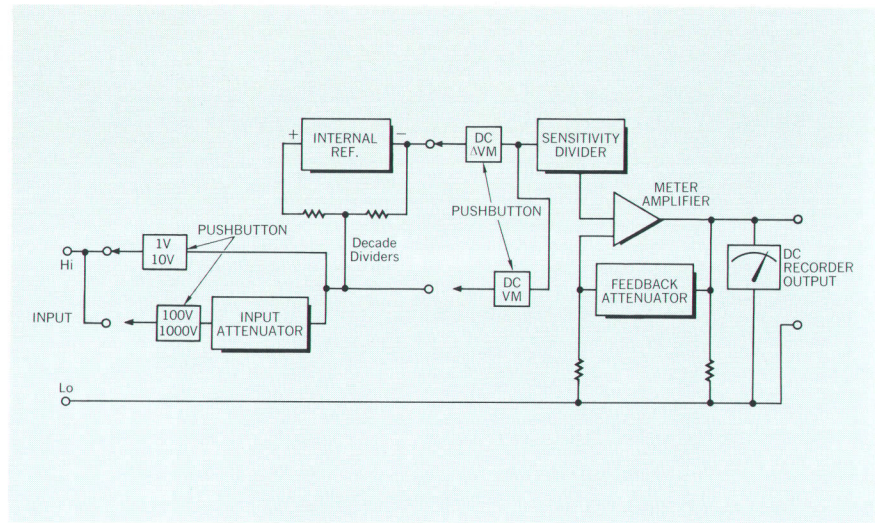 +
INTERNAL
REF.
−
DC
ΔVM
SENSITIVITY
DIVIDER
METER
AMPLIFIER
PUSHBUTTON
PUSHBUTTON
Decade
Dividers
1V
10V
Hi
DC
VM
FEEDBACK
ATTENUATOR
DC
RECORDER
OUTPUT
INPUT
100V
1000V
INPUT
ATTENUATOR
Lo